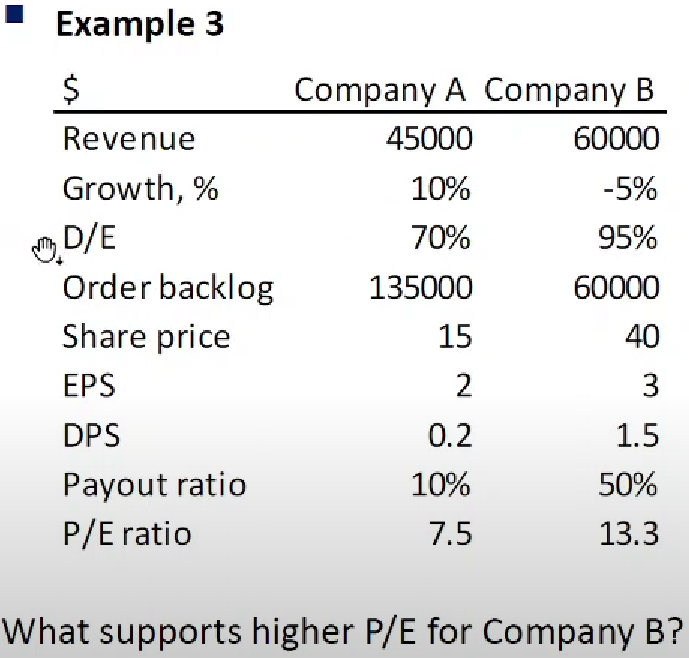 Example 3
$ Company A Company B
Revenue 45000 60000
Growth, % 10% -5%
D/E 70% 95%
Order backlog 135000 60000
Share price 15 40
EPS 2 3
DPS 0.2 1.5
Payout ratio 10% 50%
P/E ratio 7.5 13.3
What supports higher P/E for Company B?